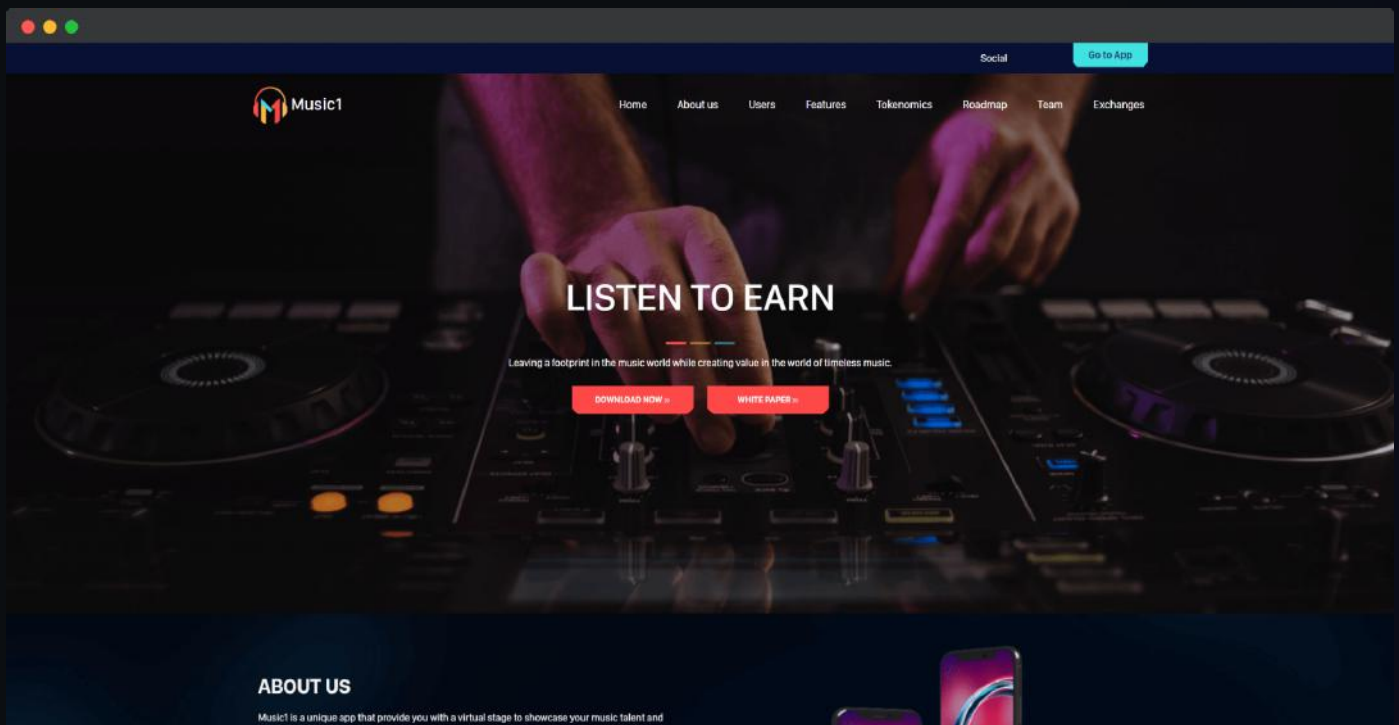 Social
Go to App
Music1
Home About us Users Features Tokenomics Roadmap Team Exchanges
LISTEN TO EARN
Leaving a footprint in the music world while creating value in the world of timeless music.
DOWNLOAD NOW »
WHITE PAPER »
ABOUT US
Music1 is a unique app that provide you with a virtual stage to showcase your music talent and